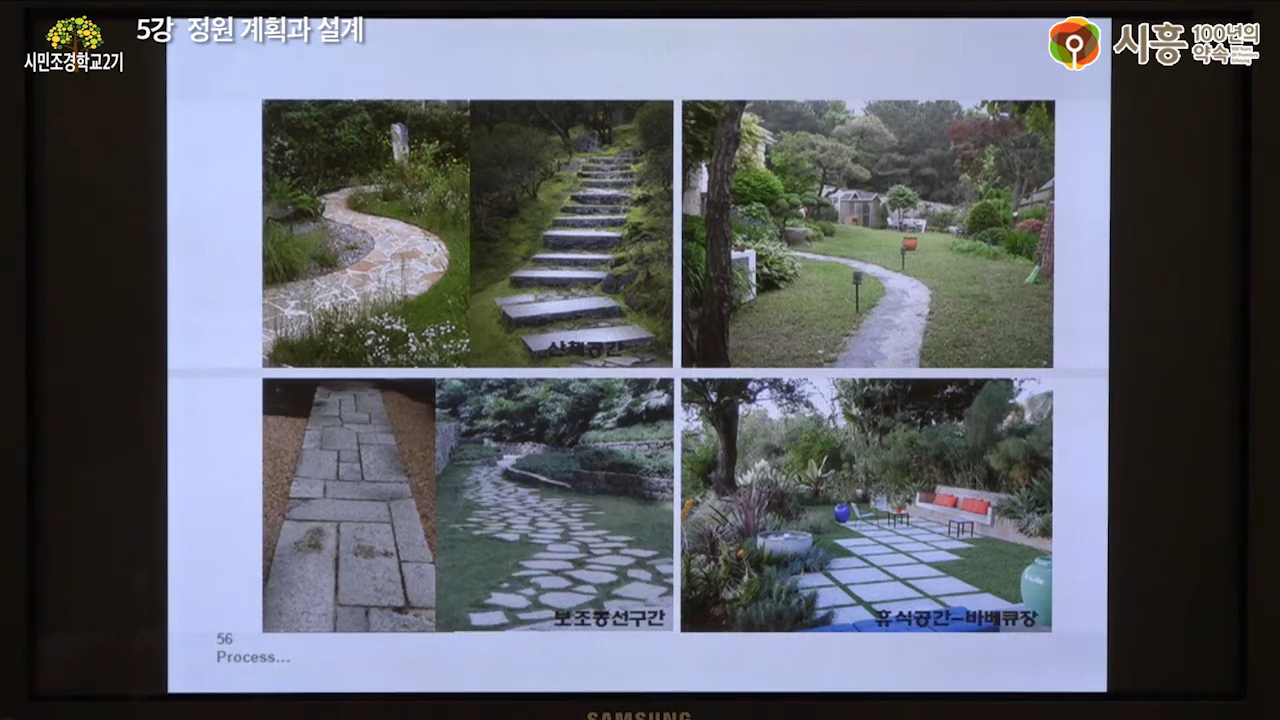 5강 정원 계획과 설계
시민조경학교2기
시흥 100년의
약속
산책공간
보조동선구간
휴식공간-바베큐장
56
Process...
SAMSUNG